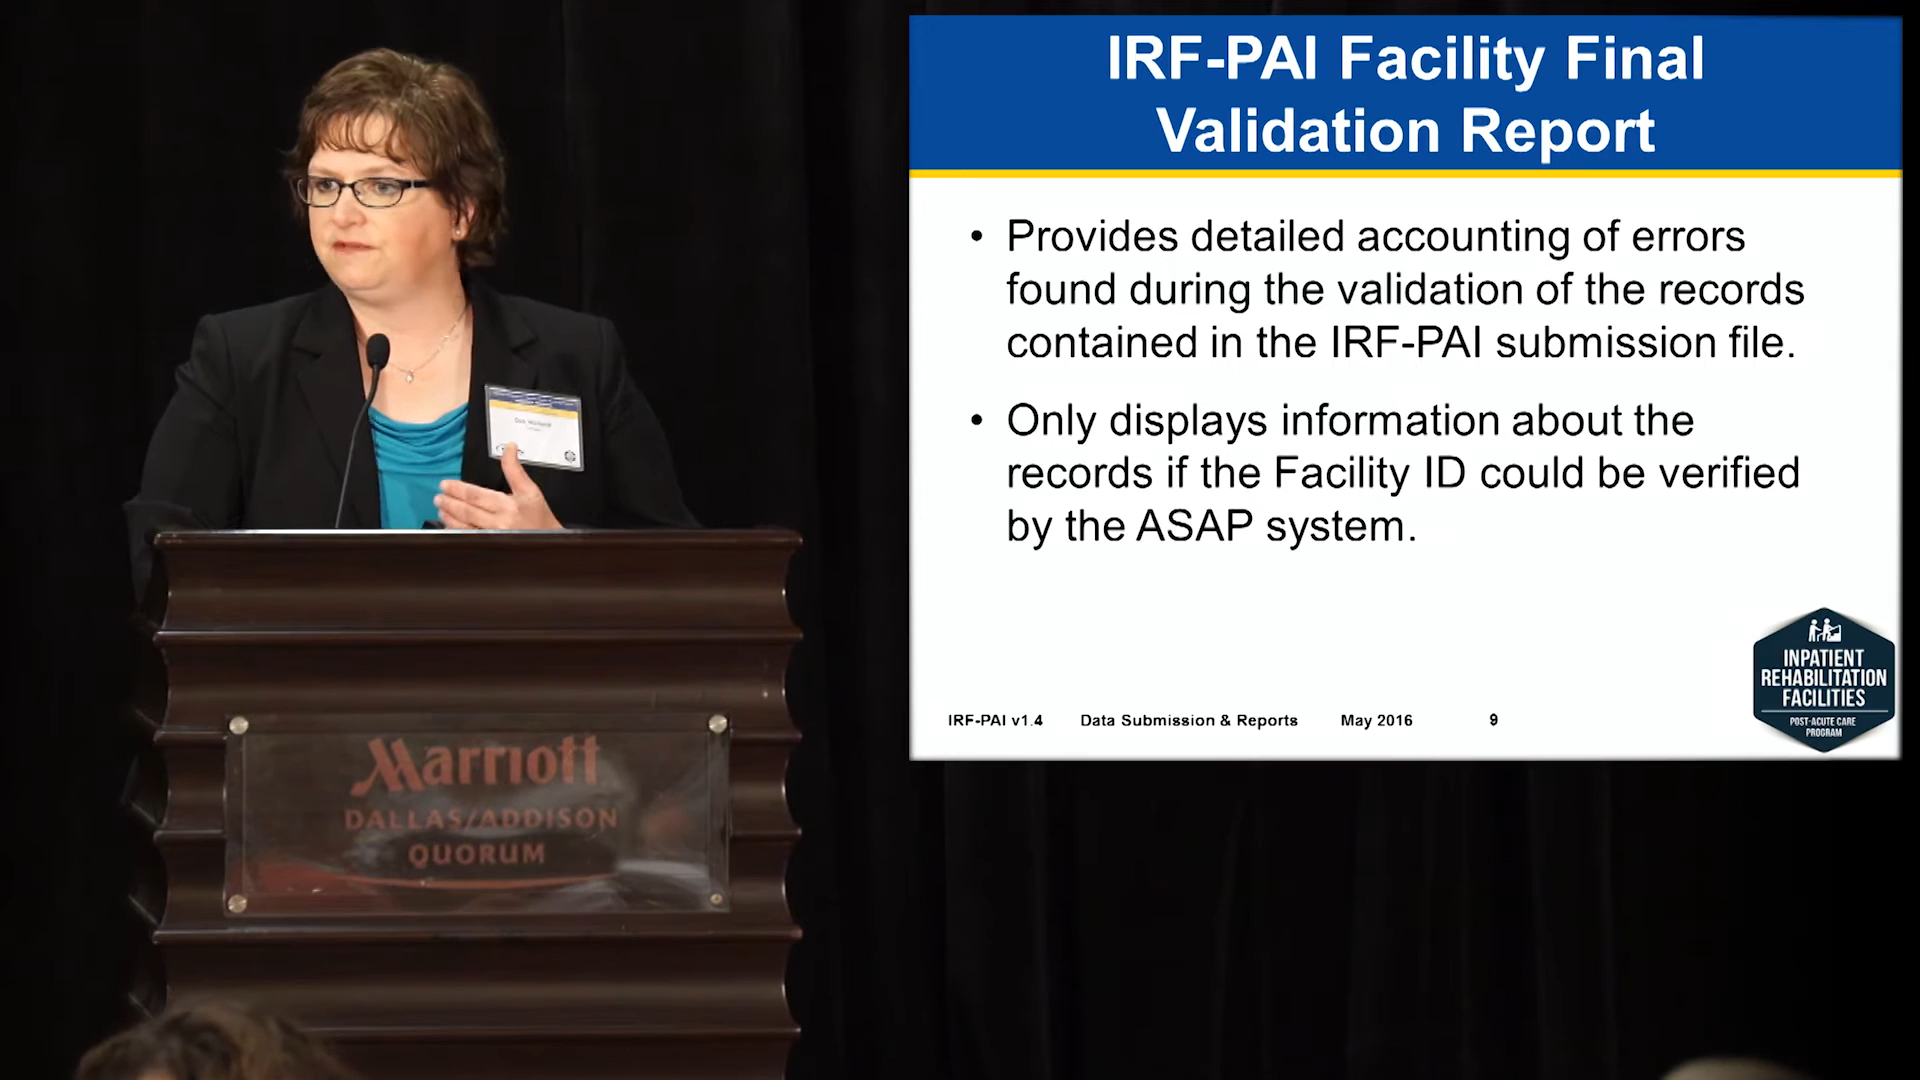 IRF-PAI Facility Final
Validation Report
• Provides detailed accounting of errors
found during the validation of the records
contained in the IRF-PAI submission file.
• Only displays information about the
records if the Facility ID could be verified
by the ASAP system.
IRF-PAI v1.4 Data Submission & Reports May 2016 9
INPATIENT
REHABILITATION
FACILITIES
POST-ACUTE CARE
PROGRAM
Marriott
DALLAS/ADDISON
QUORUM